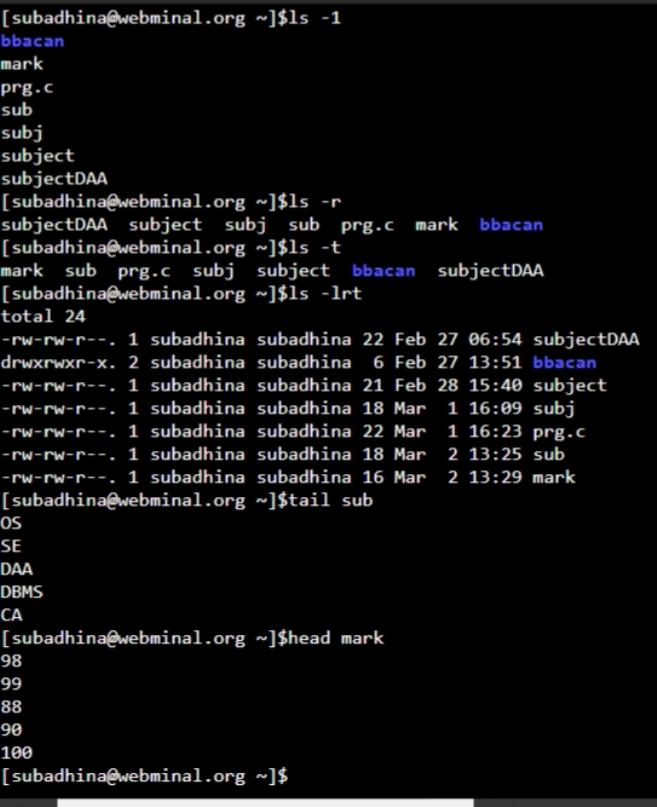 [subadhina@webminal.org ~]$ls -1
bbacan
mark
prg.c
sub
subj
subject
subjectDAA
[subadhina@webminal.org ~]$ls -r
subjectDAA  subject  subj  sub  prg.c  mark  bbacan
[subadhina@webminal.org ~]$ls -t
mark  sub  prg.c  subj  subject  bbacan  subjectDAA
[subadhina@webminal.org ~]$ls -lrt
total 24
-rw-rw-r--. 1 subadhina subadhina 22 Feb 27 06:54 subjectDAA
drwxrwxr-x. 2 subadhina subadhina  6 Feb 27 13:51 bbacan
-rw-rw-r--. 1 subadhina subadhina 21 Feb 28 15:40 subject
-rw-rw-r--. 1 subadhina subadhina 18 Mar  1 16:09 subj
-rw-rw-r--. 1 subadhina subadhina 22 Mar  1 16:23 prg.c
-rw-rw-r--. 1 subadhina subadhina 18 Mar  2 13:25 sub
-rw-rw-r--. 1 subadhina subadhina 16 Mar  2 13:29 mark
[subadhina@webminal.org ~]$tail sub
OS
SE
DAA
DBMS
CA
[subadhina@webminal.org ~]$head mark
98
99
88
90
100
[subadhina@webminal.org ~]$